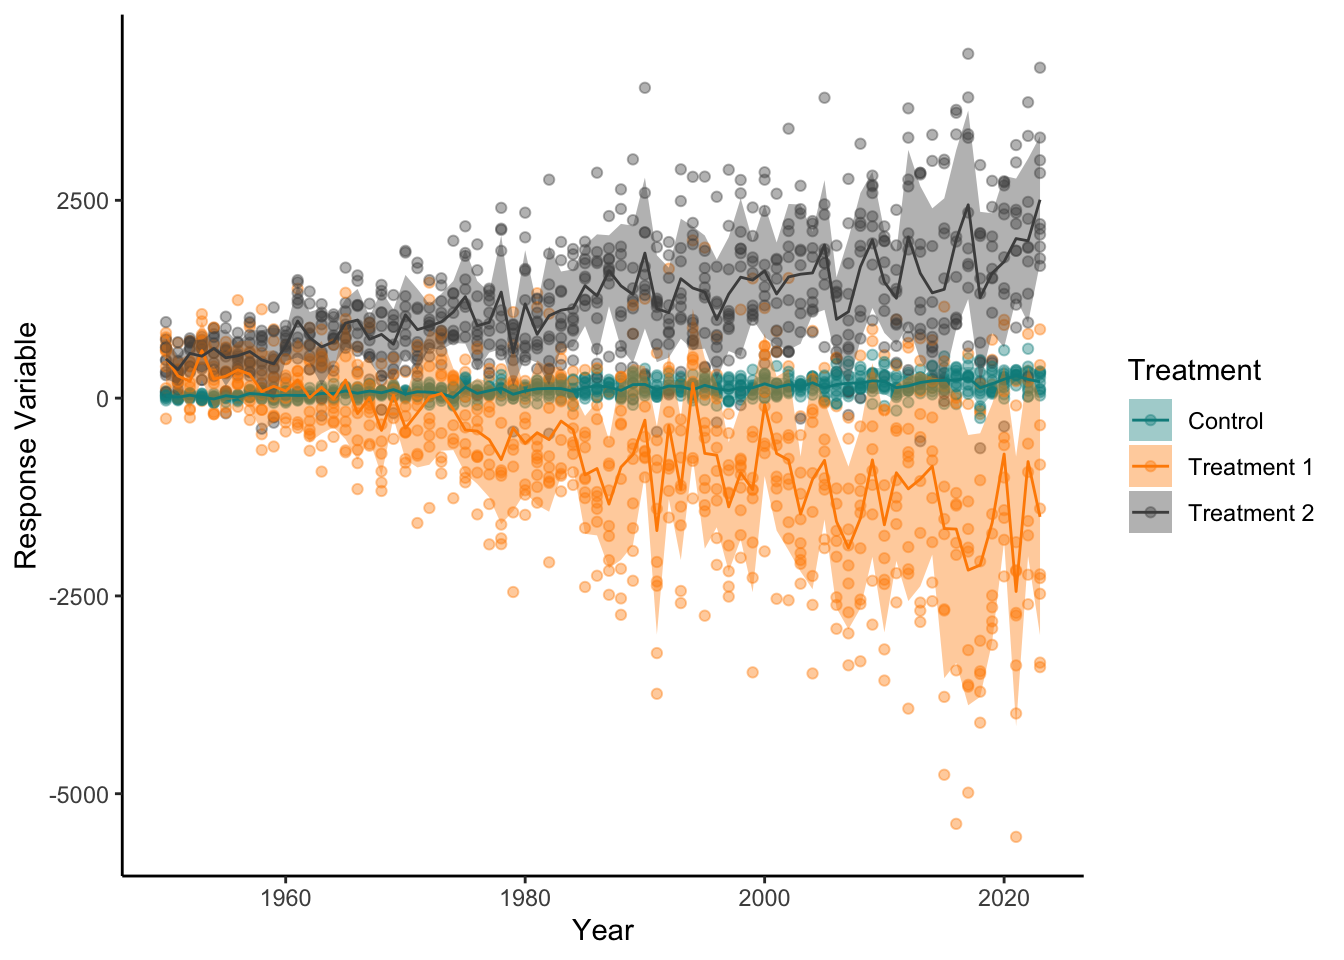 2500
0
-2500
-5000
Response Variable
1960
1980
2000
2020
Year
Treatment
Control
Treatment 1
Treatment 2